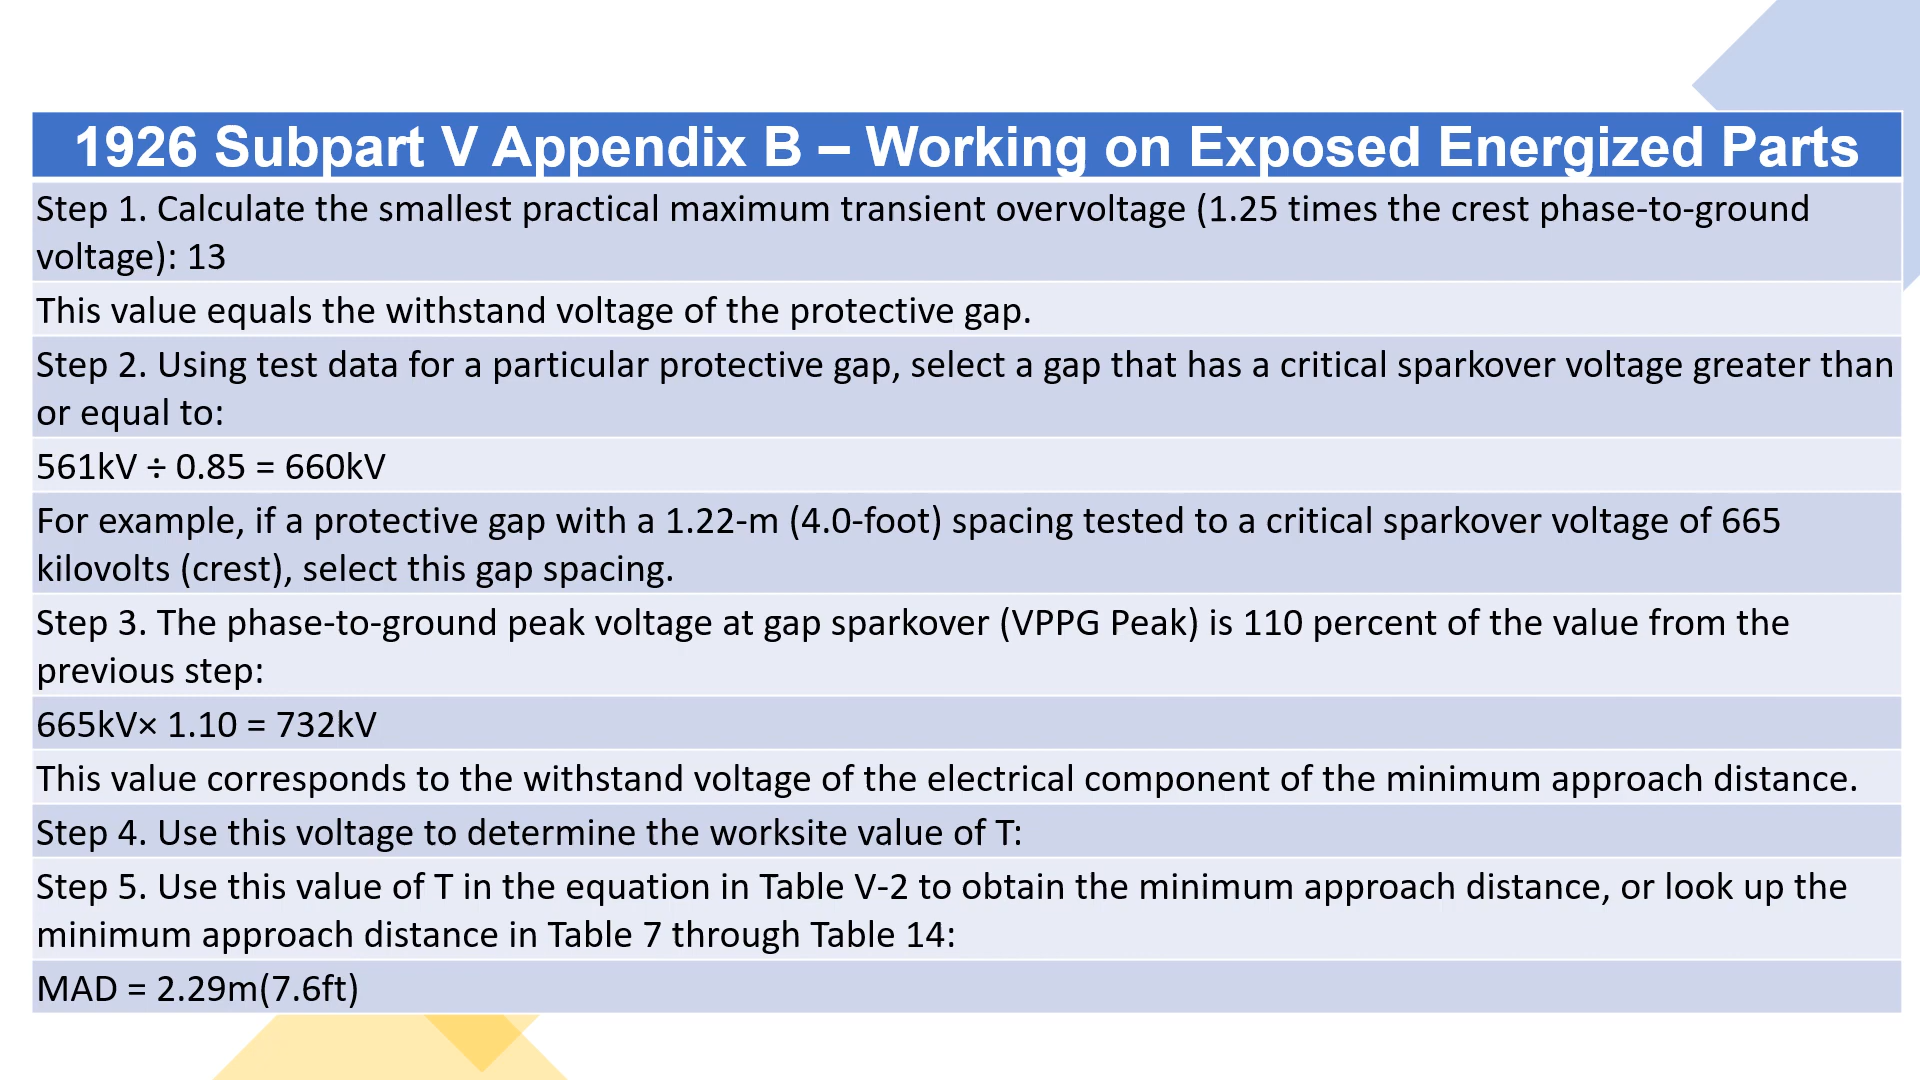 1926 Subpart V Appendix B – Working on Exposed Energized Parts
Step 1. Calculate the smallest practical maximum transient overvoltage (1.25 times the crest phase-to-ground
voltage): 13
This value equals the withstand voltage of the protective gap.
Step 2. Using test data for a particular protective gap, select a gap that has a critical sparkover voltage greater than
or equal to:
561kV ÷ 0.85 = 660kV
For example, if a protective gap with a 1.22-m (4.0-foot) spacing tested to a critical sparkover voltage of 665
kilovolts (crest), select this gap spacing.
Step 3. The phase-to-ground peak voltage at gap sparkover (VPPG Peak) is 110 percent of the value from the
previous step:
665kV× 1.10 = 732kV
This value corresponds to the withstand voltage of the electrical component of the minimum approach distance.
Step 4. Use this voltage to determine the worksite value of T:
Step 5. Use this value of T in the equation in Table V-2 to obtain the minimum approach distance, or look up the
minimum approach distance in Table 7 through Table 14:
MAD = 2.29m(7.6ft)